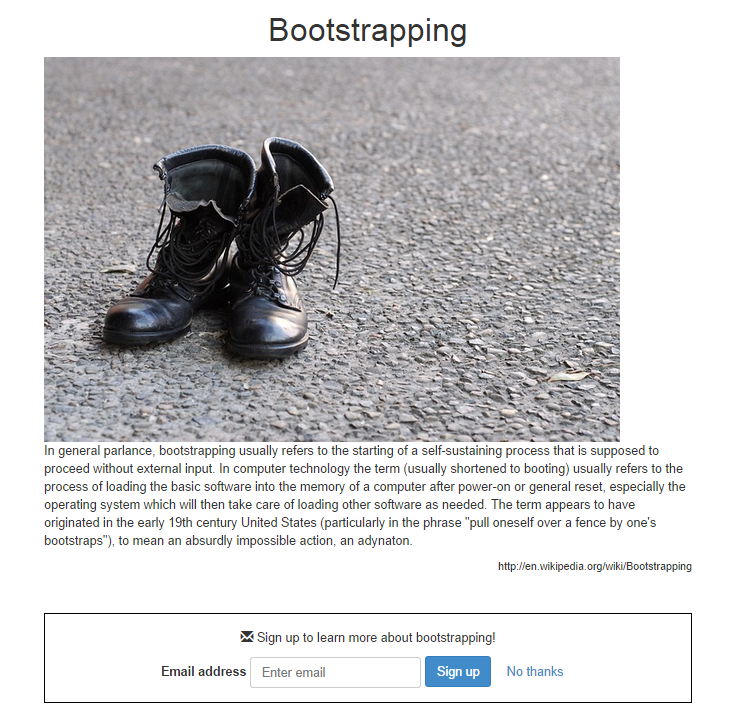 Bootstrapping
In general parlance, bootstrapping usually refers to the starting of a self-sustaining process that is supposed to
proceed without external input. In computer technology the term (usually shortened to booting) usually refers to the
process of loading the basic software into the memory of a computer after power-on or general reset, especially the
operating system which will then take care of loading other software as needed. The term appears to have
originated in the early 19th century United States (particularly in the phrase "pull oneself over a fence by one's
bootstraps"), to mean an absurdly impossible action, an adynaton.
http://en.wikipedia.org/wiki/Bootstrapping
Sign up to learn more about bootstrapping!
Email address Enter email Sign up No thanks